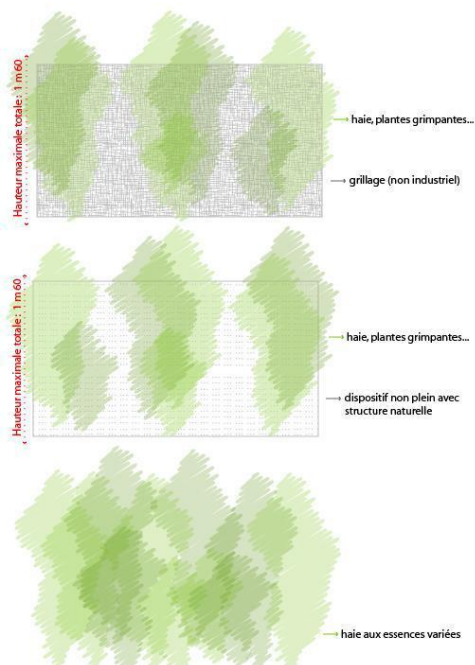 Hauteur maximale totale : 1 m 60
haie, plantes grimpantes...
grillage (non industriel)
Hauteur maximale totale : 1 m 60
haie, plantes grimpantes...
dispositif non plein avec
structure naturelle
haie aux essences variées